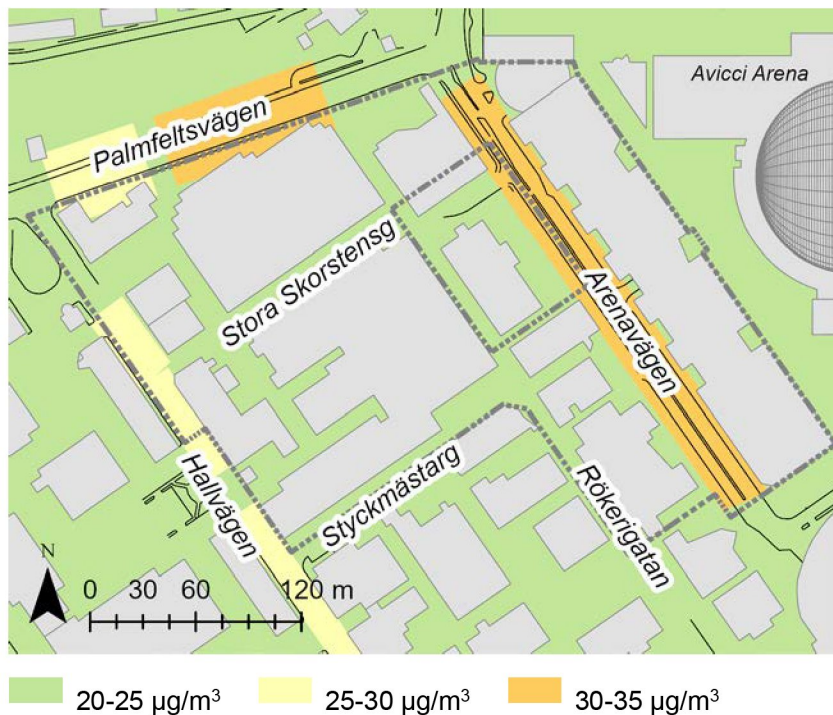 Avicci Arena
Palmfeltsvägen
Stora Skorstensg
Arenavägen
Hallvägen
Styckmästarg
Rökerigatan
N
0 30 60 120 m
20-25 µg/m³ 25-30 µg/m³ 30-35 µg/m³